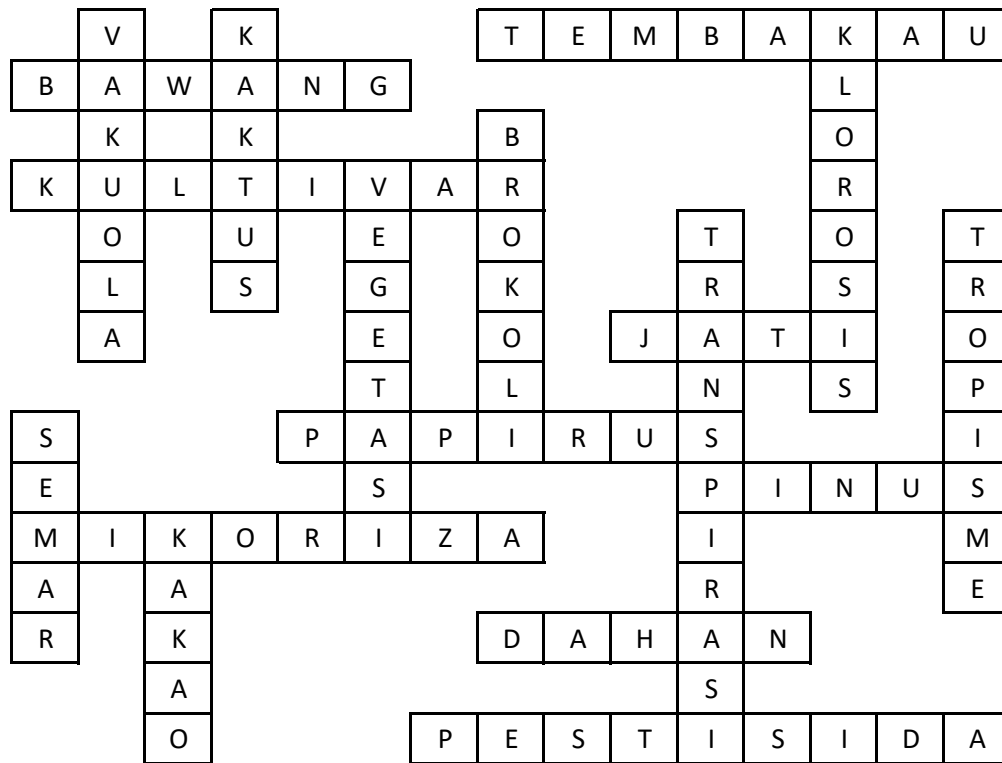 V K T E M B A K A U
B A W A N G L
K K B O
K U L T I V A R R
O U E O T O T
L S G K R S R
A E O J A T I O
T L N S P
S P A P I R U S I
E S P I N U S
M I K O R I Z A I M
A A R E
R K D A H A N
A S
O P E S T I S I D A